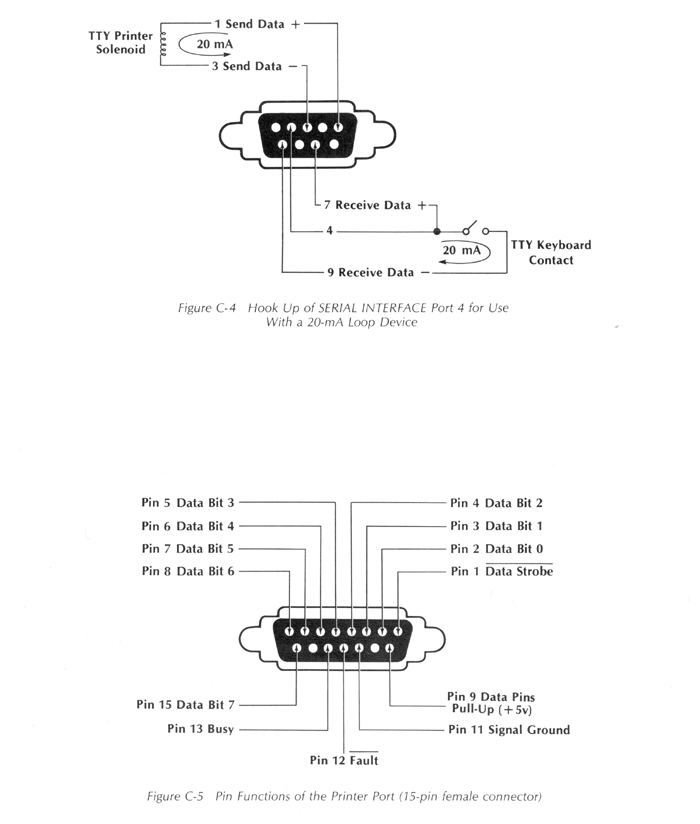 1 Send Data +
TTY Printer
Solenoid
20 mA
3 Send Data −
7 Receive Data +
4
20 mA
TTY Keyboard
Contact
9 Receive Data −
Figure C-4 Hook Up of SERIAL INTERFACE Port 4 for Use
With a 20-mA Loop Device
Pin 5 Data Bit 3
Pin 4 Data Bit 2
Pin 6 Data Bit 4
Pin 3 Data Bit 1
Pin 7 Data Bit 5
Pin 2 Data Bit 0
Pin 8 Data Bit 6
Pin 1 Data Strobe
Pin 15 Data Bit 7
Pin 9 Data Pins
Pull-Up (+5v)
Pin 13 Busy
Pin 11 Signal Ground
Pin 12 Fault
Figure C-5 Pin Functions of the Printer Port (15-pin female connector)